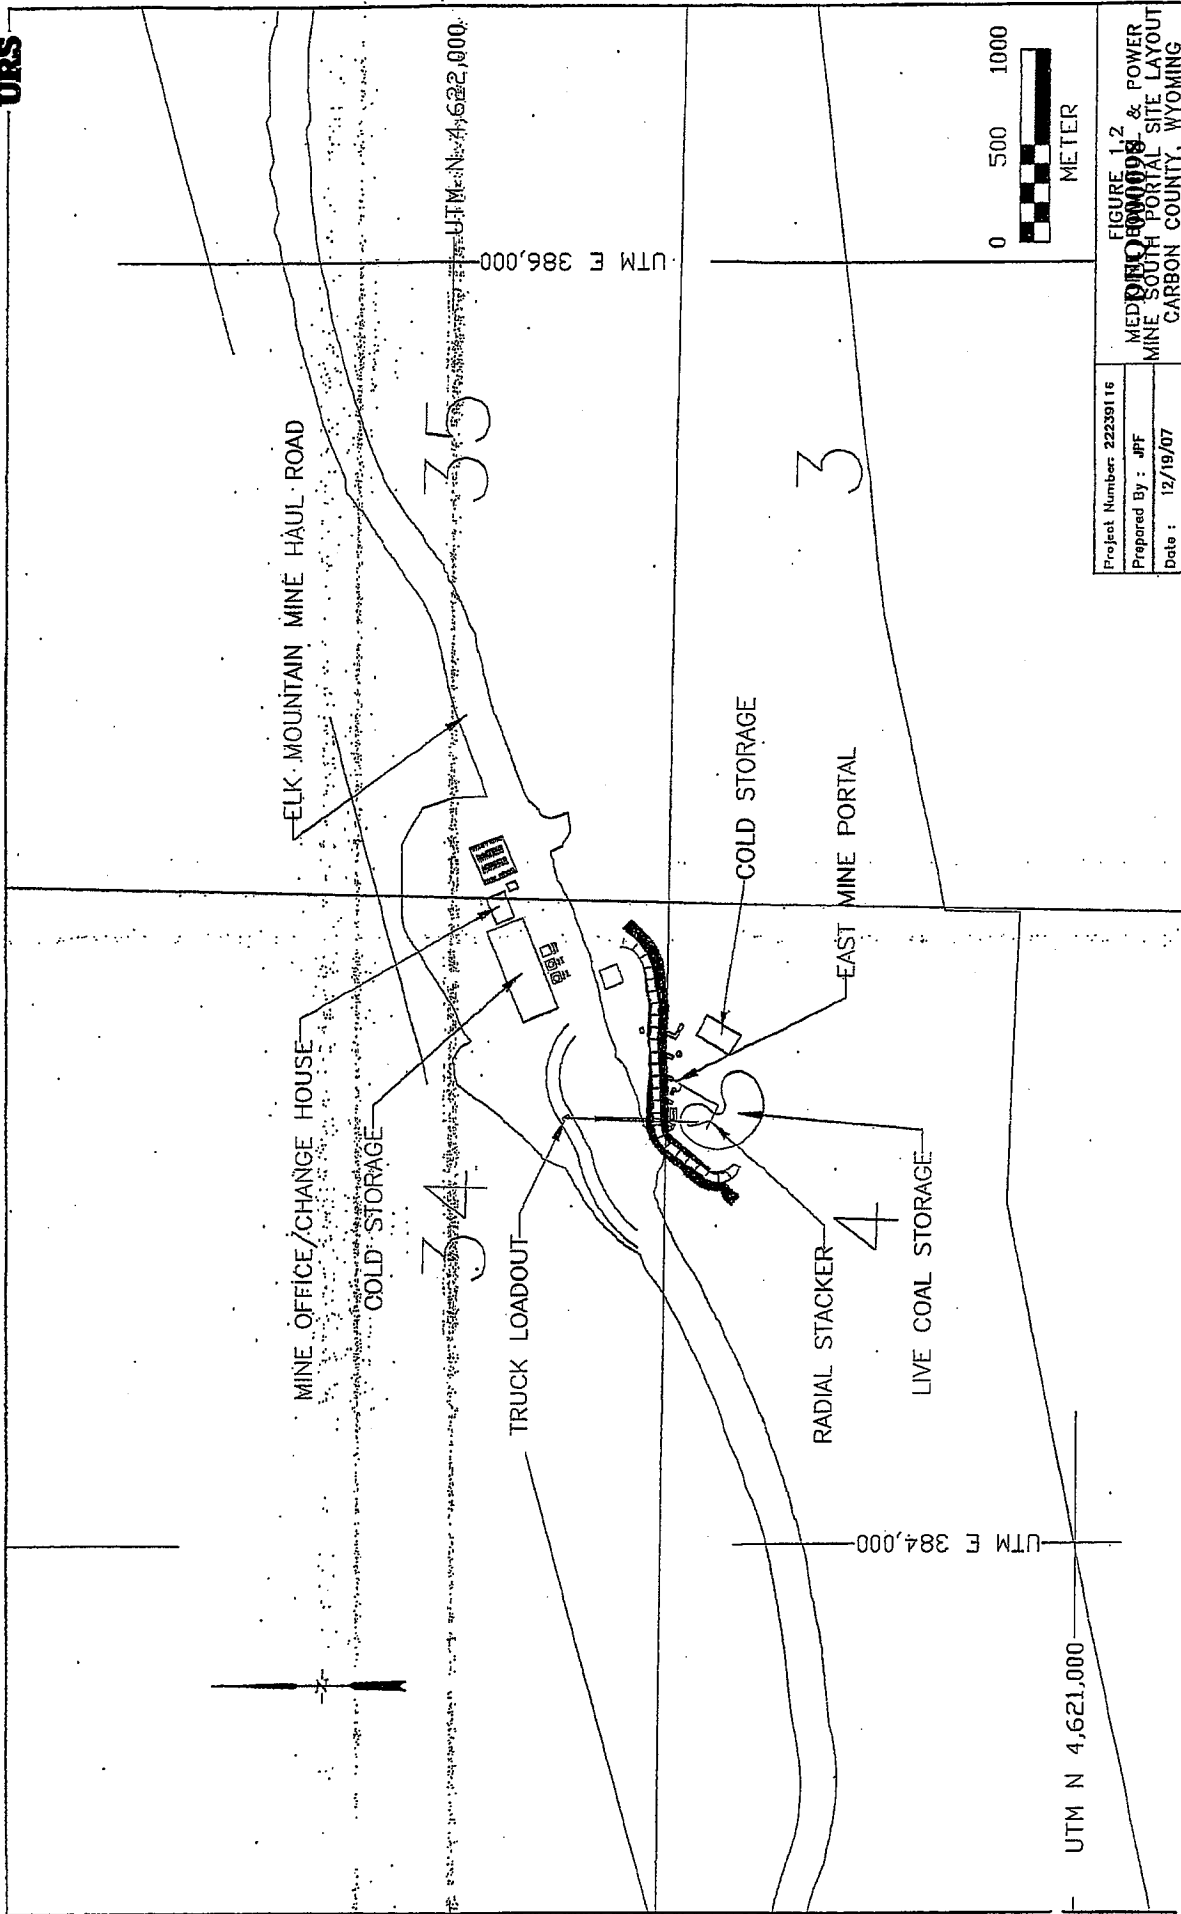 URS
UTM N 4,622,000
UTM E 386,000
ELK MOUNTAIN MINE HAUL ROAD
35
MINE OFFICE/CHANGE HOUSE
COLD STORAGE
34
TRUCK LOADOUT
3
COLD STORAGE
EAST MINE PORTAL
RADIAL STACKER
4
LIVE COAL STORAGE
UTM E 384,000
UTM N 4,621,000
N
0 500 1000
METER
FIGURE 1.2
& POWER
MINE SOUTH PORTAL SITE LAYOUT
CARBON COUNTY, WYOMING
Project Number: 22239116
Prepared By : JPF
Date : 12/19/07